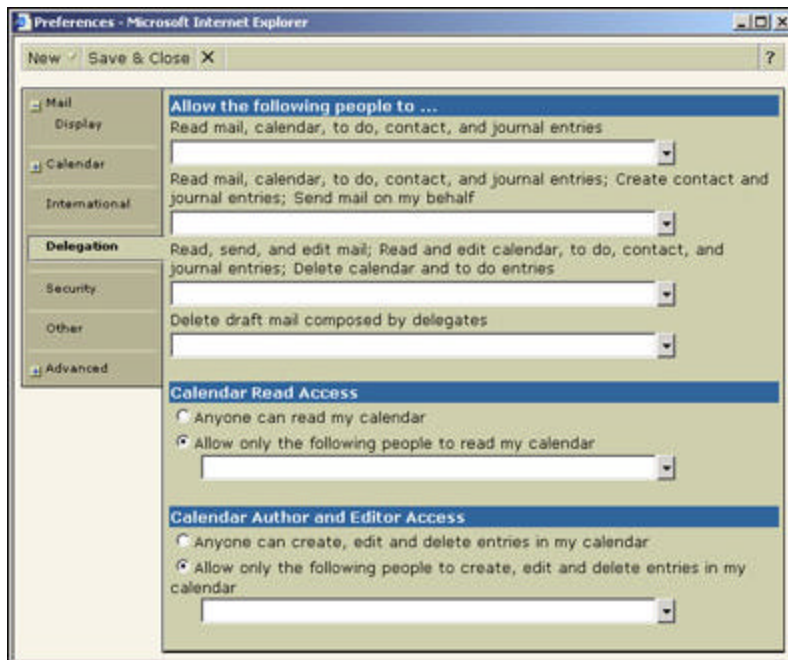 Preferences - Microsoft Internet Explorer
New Save & Close X ?
Mail
Display
Calendar
International
Delegation
Security
Other
Advanced
Allow the following people to ...
Read mail, calendar, to do, contact, and journal entries
Read mail, calendar, to do, contact, and journal entries; Create contact and
journal entries; Send mail on my behalf
Read, send, and edit mail; Read and edit calendar, to do, contact, and
journal entries; Delete calendar and to do entries
Delete draft mail composed by delegates
Calendar Read Access
Anyone can read my calendar
Allow only the following people to read my calendar
Calendar Author and Editor Access
Anyone can create, edit and delete entries in my calendar
Allow only the following people to create, edit and delete entries in my
calendar